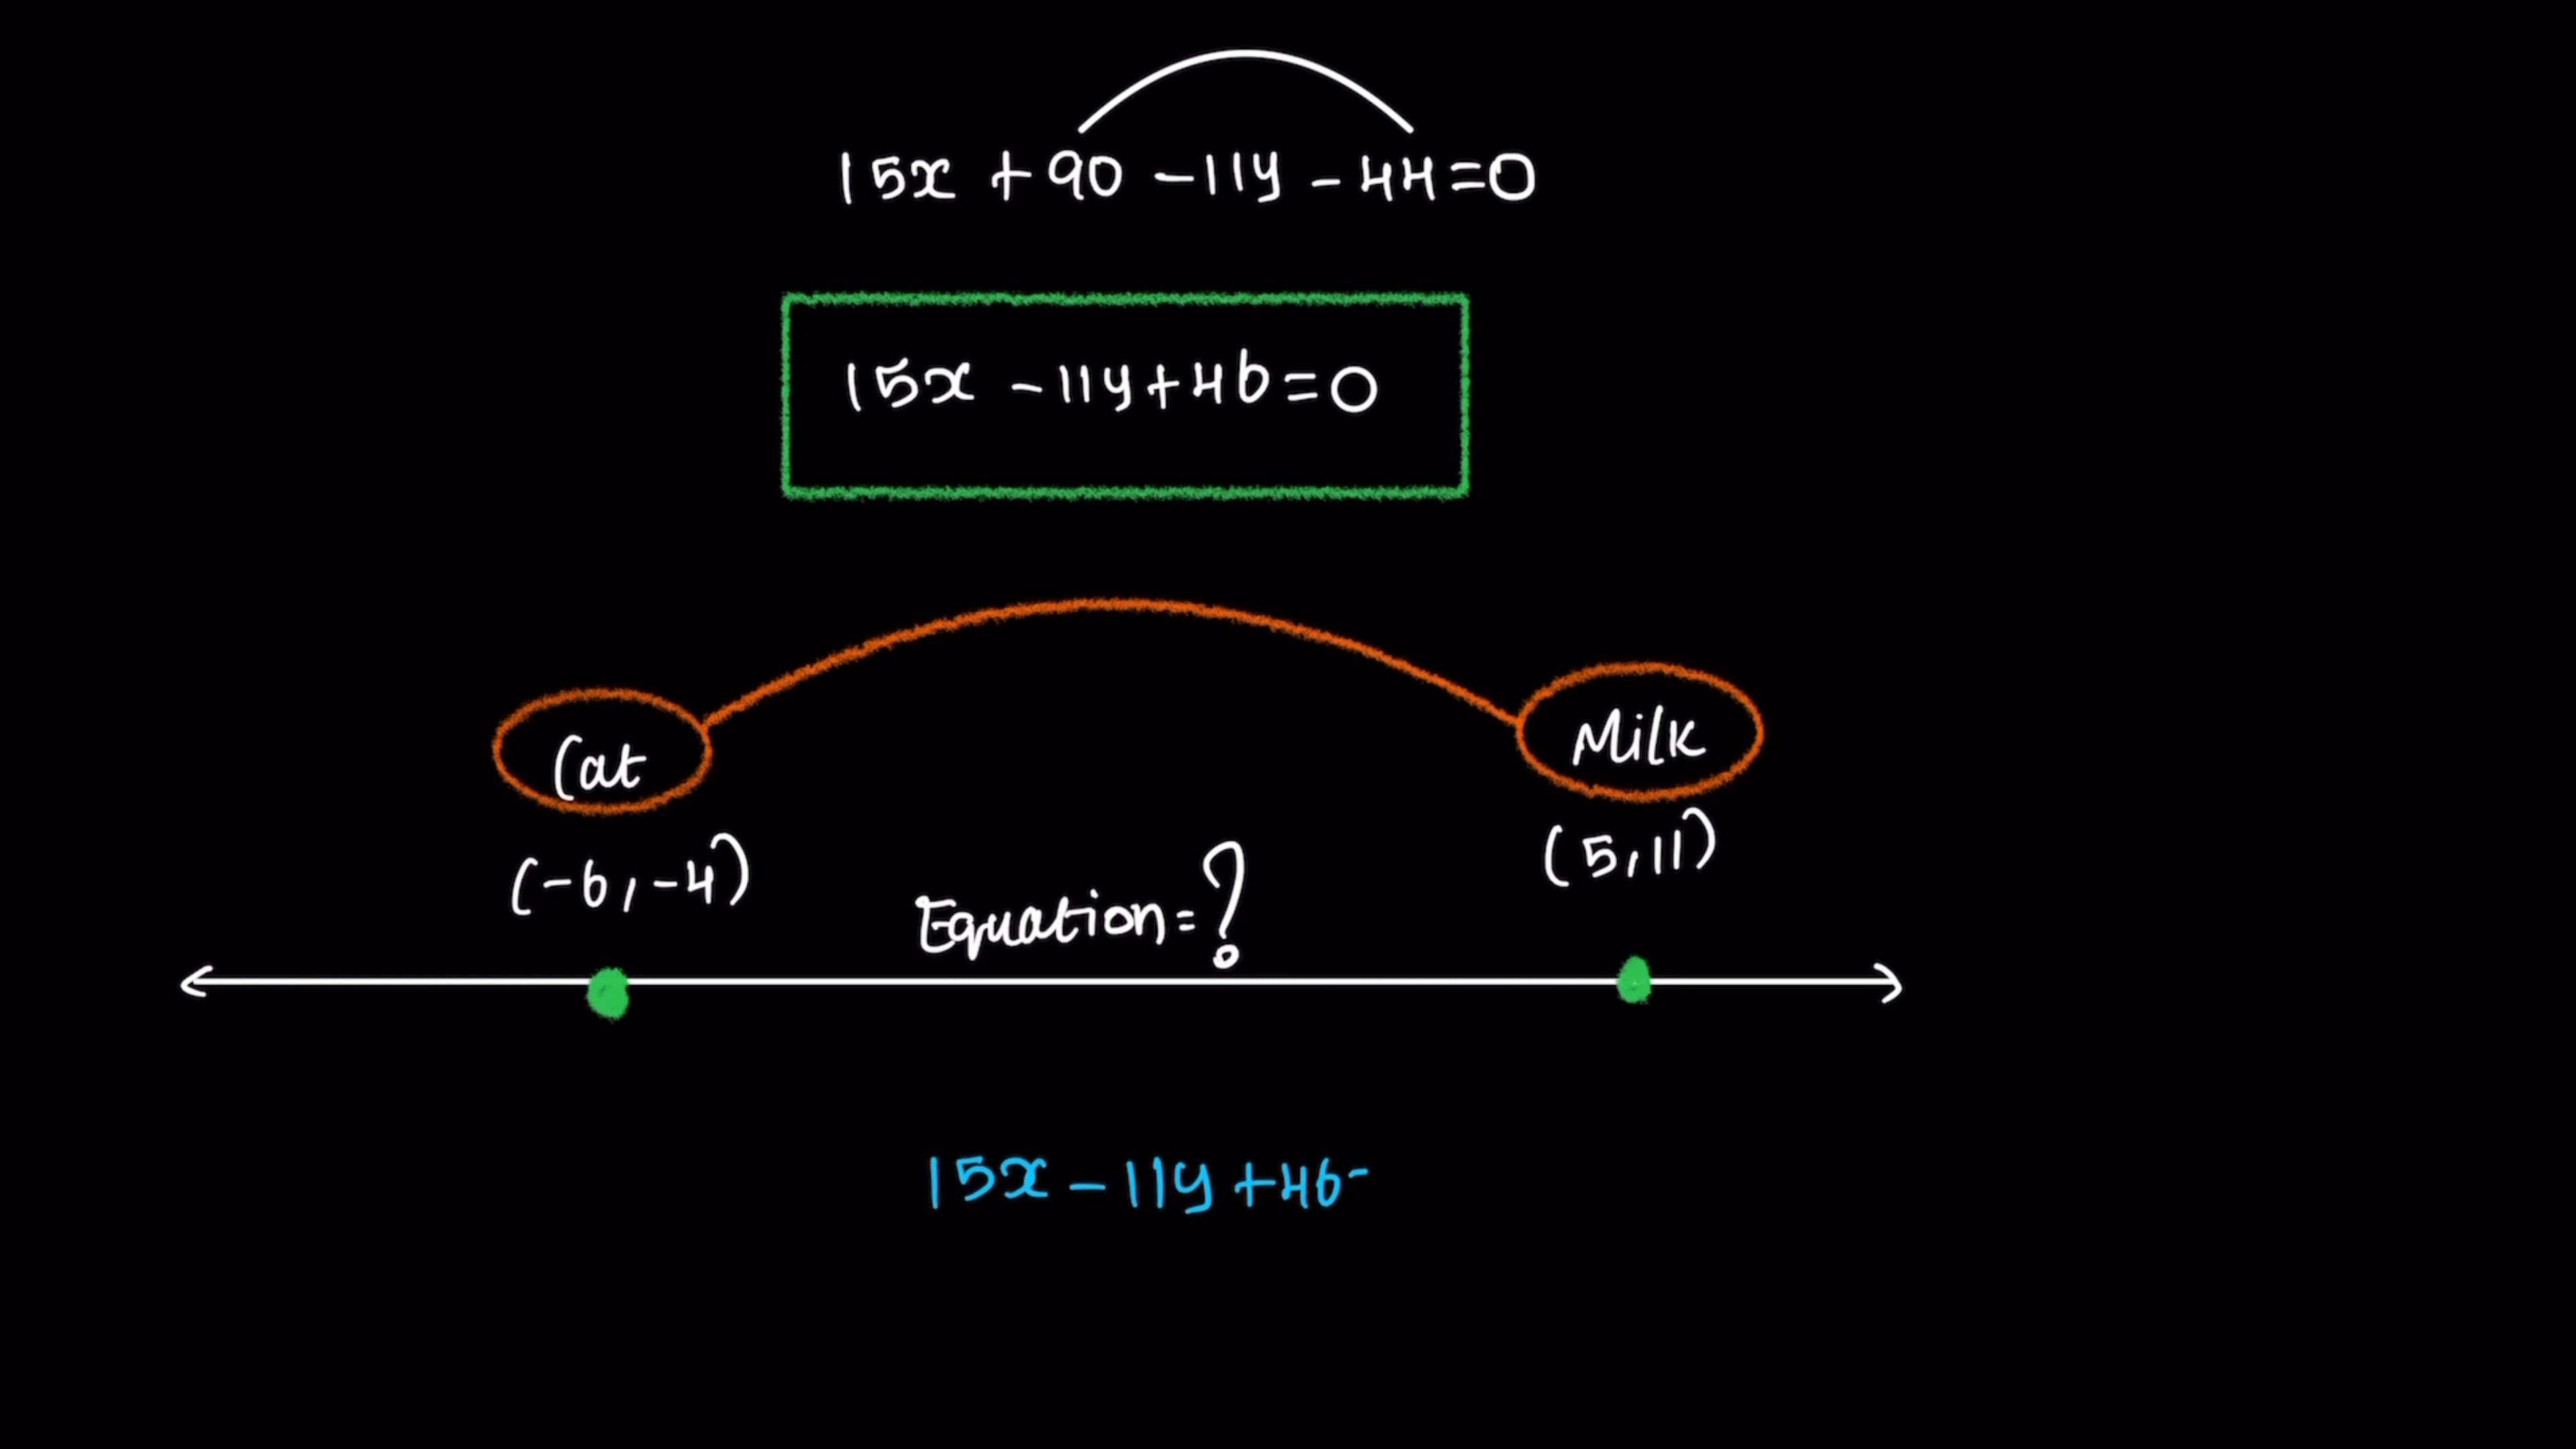 15x + 90 - 11y - 44 = 0
15x - 11y + 46 = 0
Cat
Milk
(-6, -4)
(5, 11)
Equation = ?
15x - 11y + 46 -